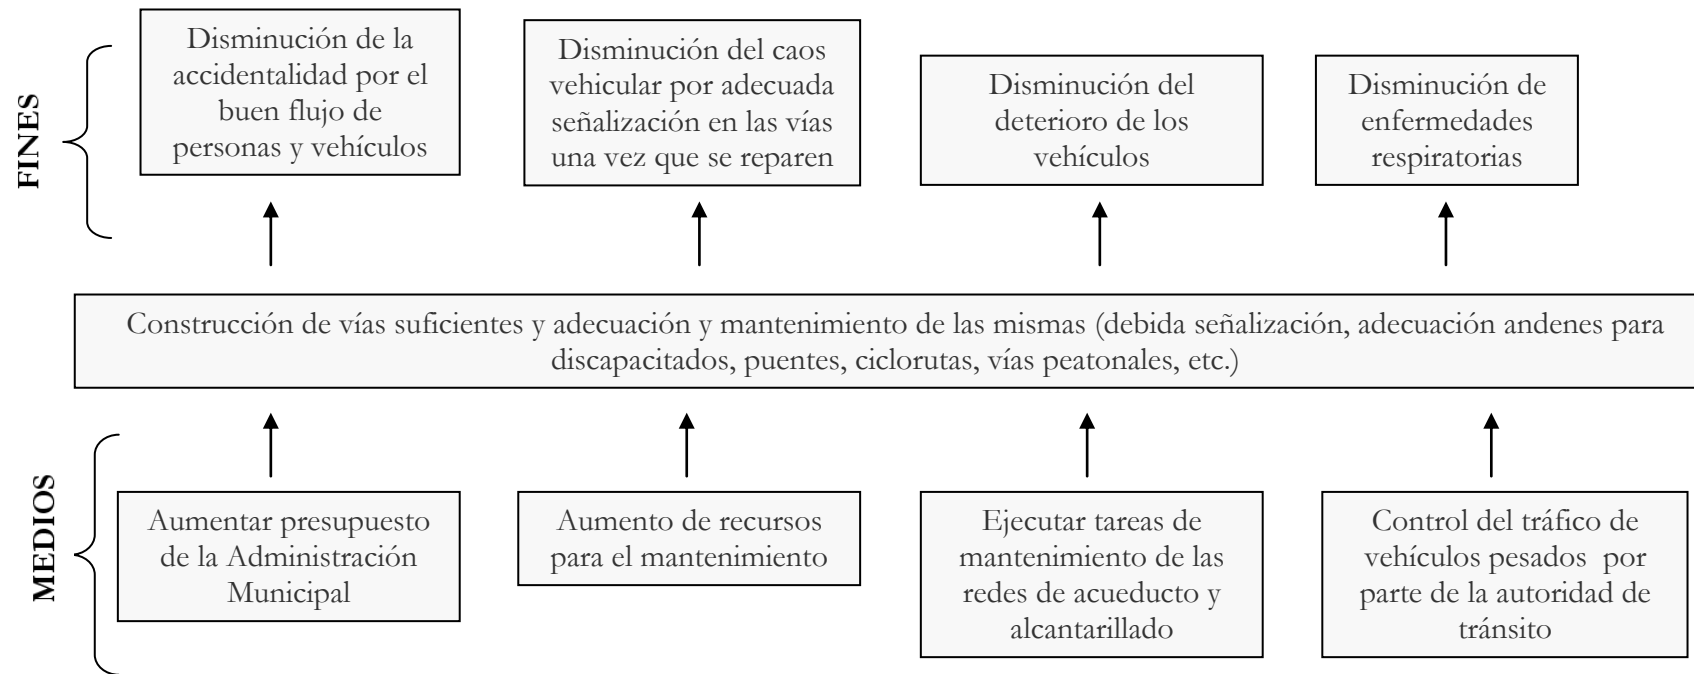 FINES
Disminución de la
accidentalidad por el
buen flujo de
personas y vehículos
Disminución del caos
vehicular por adecuada
señalización en las vías
una vez que se reparen
Disminución del
deterioro de los
vehículos
Disminución de
enfermedades
respiratorias
Construcción de vías suficientes y adecuación y mantenimiento de las mismas (debida señalización, adecuación andenes para
discapacitados, puentes, ciclorutas, vías peatonales, etc.)
MEDIOS
Aumentar presupuesto
de la Administración
Municipal
Aumento de recursos
para el mantenimiento
Ejecutar tareas de
mantenimiento de las
redes de acueducto y
alcantarillado
Control del tráfico de
vehículos pesados por
parte de la autoridad de
tránsito